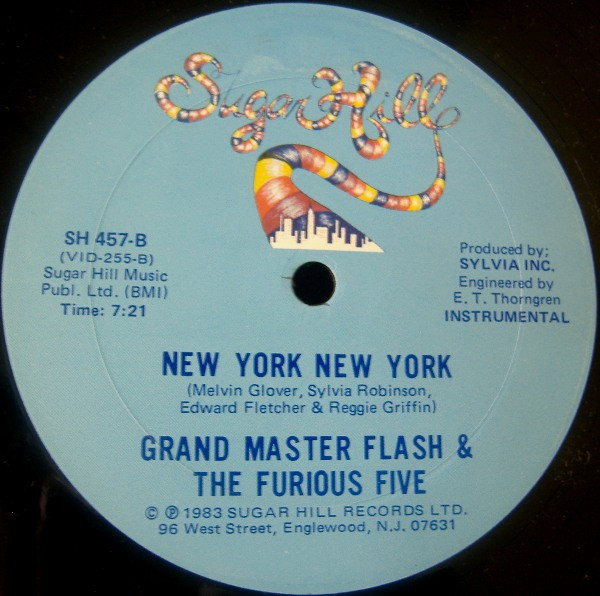 Sugar Hill
SH 457-B
(VID-255-B)
Sugar Hill Music
Publ. Ltd. (BMI)
Time: 7:21
Produced by;
SYLVIA INC.
Engineered by
E. T. Thorngren
INSTRUMENTAL
NEW YORK NEW YORK
(Melvin Glover, Sylvia Robinson,
Edward Fletcher & Reggie Griffin)
GRAND MASTER FLASH &
THE FURIOUS FIVE
© ℗ 1983 SUGAR HILL RECORDS LTD.
96 West Street, Englewood, N.J. 07631